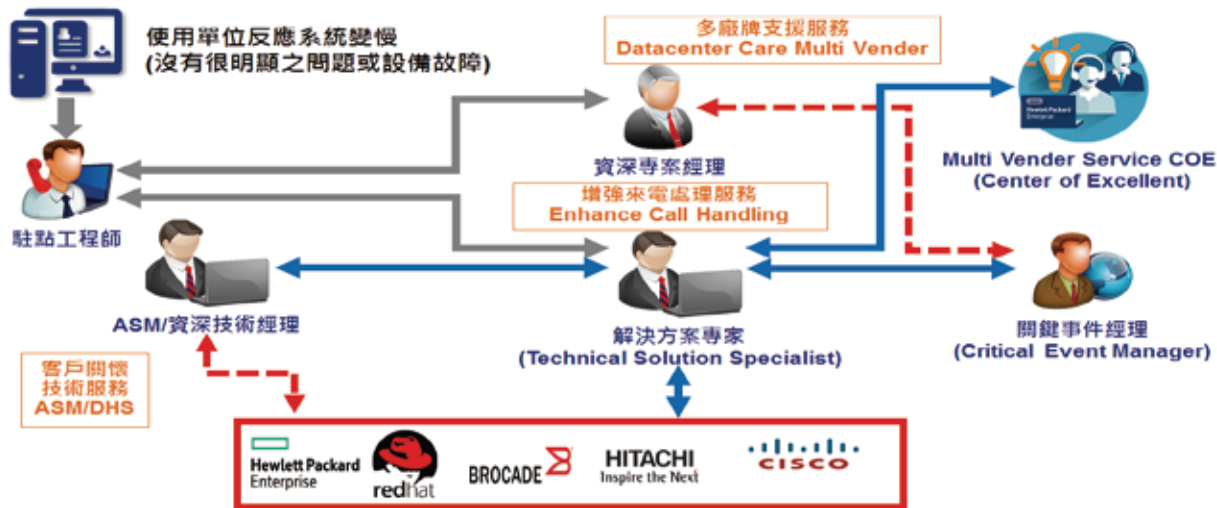 使用單位反應系統變慢
(沒有很明顯之問題或設備故障)
多廠牌支援服務
Datacenter Care Multi Vender
Hewlett Packard
Enterprise
資深專案經理
Multi Vender Service COE
(Center of Excellent)
增強來電處理服務
Enhance Call Handling
駐點工程師
ASM/資深技術經理
解決方案專家
(Technical Solution Specialist)
關鍵事件經理
(Critical Event Manager)
客戶關懷
技術服務
ASM/DHS
Hewlett Packard
Enterprise
redhat
BROCADE
HITACHI
Inspire the Next
CISCO